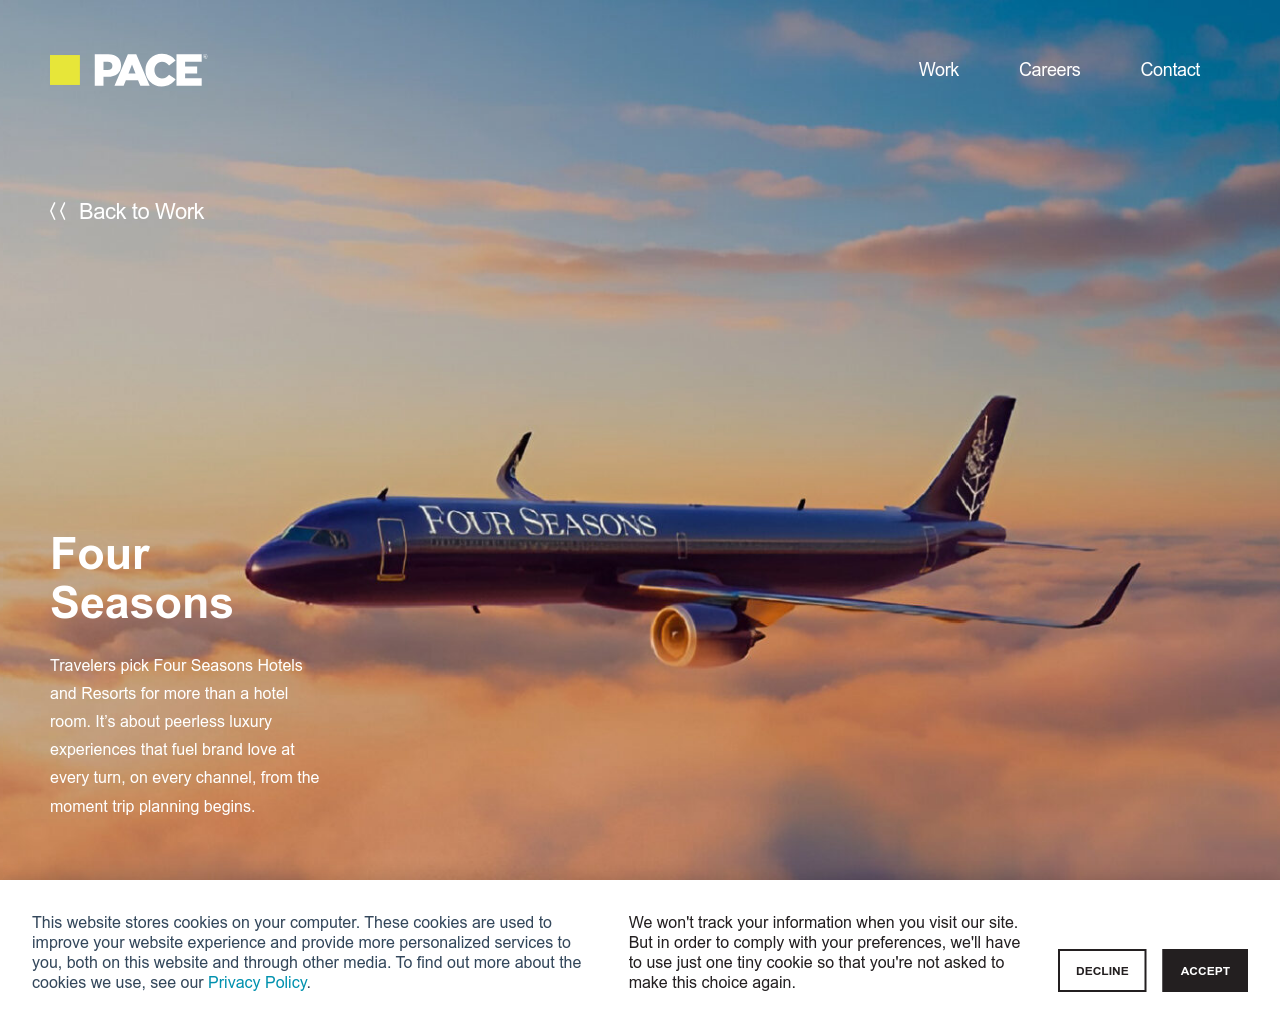 PACE
Work
Careers
Contact
Back to Work
FOUR SEASONS
Four
Seasons
Travelers pick Four Seasons Hotels
and Resorts for more than a hotel
room. It’s about peerless luxury
experiences that fuel brand love at
every turn, on every channel, from the
moment trip planning begins.
This website stores cookies on your computer. These cookies are used to
improve your website experience and provide more personalized services to
you, both on this website and through other media. To find out more about the
cookies we use, see our Privacy Policy.
We won't track your information when you visit our site.
But in order to comply with your preferences, we'll have
to use just one tiny cookie so that you're not asked to
make this choice again.
DECLINE
ACCEPT